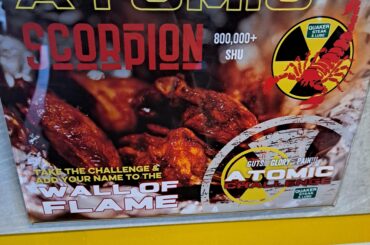 ATOMIC
SCORPION
800,000+
SHU
QUAKER
STEAK
& LUBE
TAKE THE CHALLENGE &
ADD YOUR NAME TO THE
WALL OF
FLAME
GUTS! GLORY... PAIN!!!
ATOMIC
CHALLENGE
QUAKER
STEAK
& LUBE